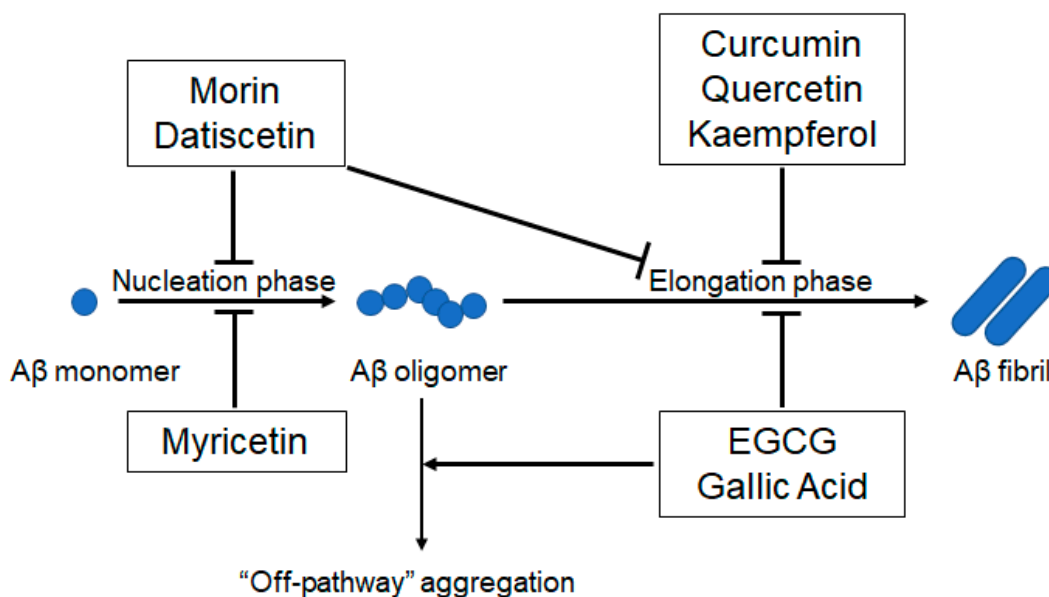 Curcumin
Quercetin
Kaempferol
Morin
Datiscetin
Nucleation phase
Elongation phase
Aβ monomer
Aβ oligomer
Aβ fibril
Myricetin
EGCG
Gallic Acid
“Off-pathway” aggregation